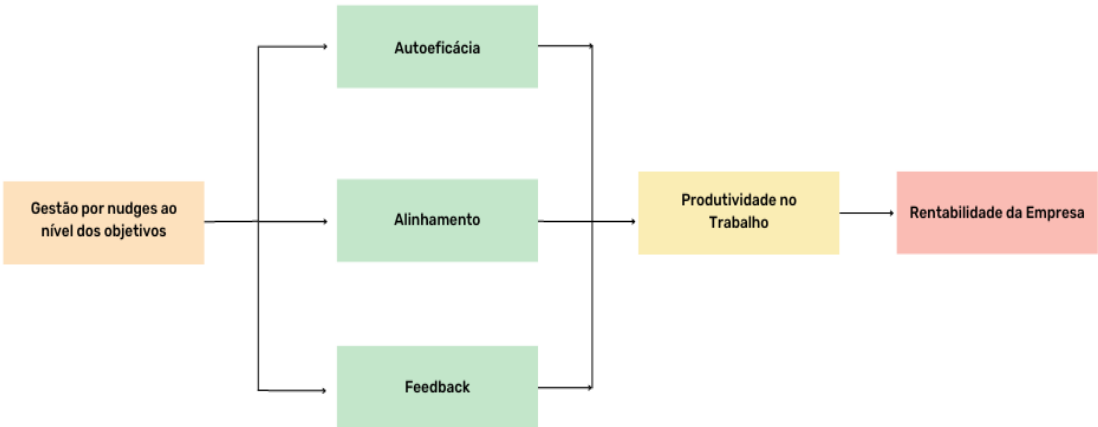 Gestão por nudges ao
nível dos objetivos
Autoeficácia
Alinhamento
Feedback
Produtividade no
Trabalho
Rentabilidade da Empresa